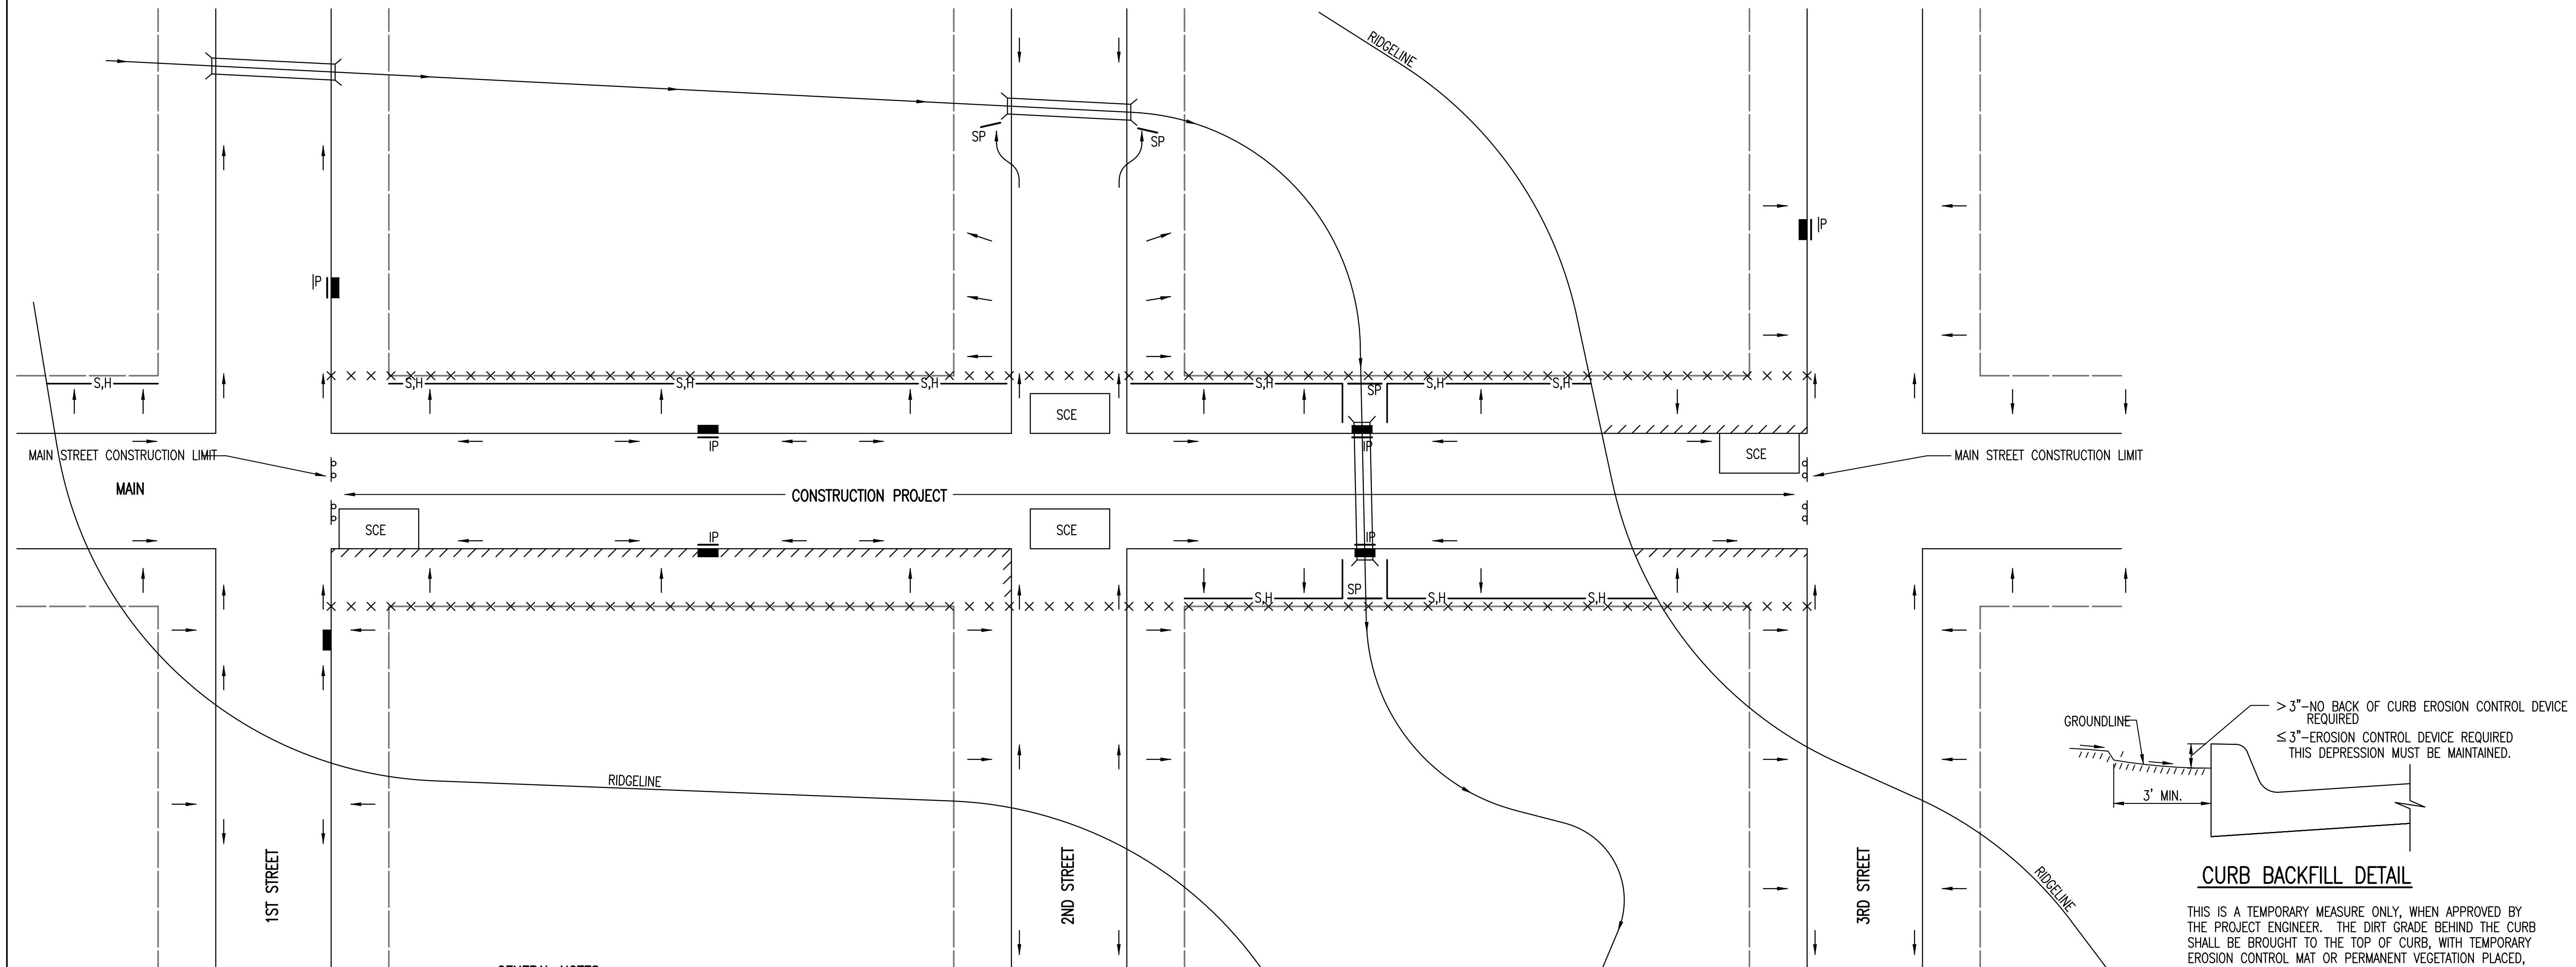 RIDGELINE
SP
SP
IP
IP
S,H
S,H
S,H
S,H
S,H
S,H
S,H
SP
SCE
IP
IP
SCE
MAIN STREET CONSTRUCTION LIMIT
MAIN STREET CONSTRUCTION LIMIT
MAIN
CONSTRUCTION PROJECT
SCE
SCE
IP
IP
SP
S,H
S,H
S,H
RIDGELINE
1ST STREET
2ND STREET
3RD STREET
RIDGELINE
GROUNDLINE
>3"-NO BACK OF CURB EROSION CONTROL DEVICE
REQUIRED
≤3"-EROSION CONTROL DEVICE REQUIRED
THIS DEPRESSION MUST BE MAINTAINED.
3' MIN.
CURB BACKFILL DETAIL
THIS IS A TEMPORARY MEASURE ONLY, WHEN APPROVED BY
THE PROJECT ENGINEER. THE DIRT GRADE BEHIND THE CURB
SHALL BE BROUGHT TO THE TOP OF CURB, WITH TEMPORARY
EROSION CONTROL MAT OR PERMANENT VEGETATION PLACED,